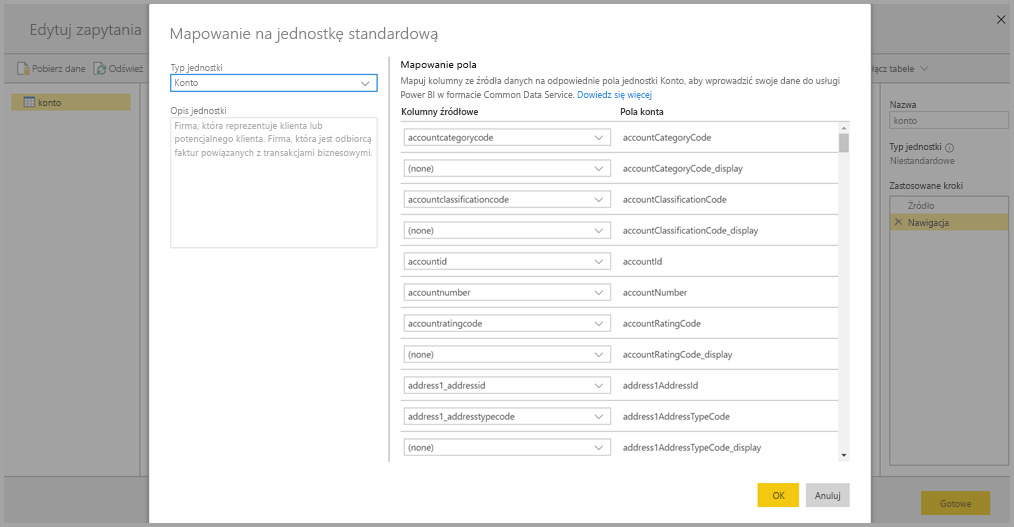 Edytuj zapytania
Pobierz dane Odśwież
konto
Mapowanie na jednostkę standardową
Typ jednostki
Konto
Opis jednostki
Firma, która reprezentuje klienta lub
potencjalnego klienta. Firma, która jest odbiorcą
faktur powiązanych z transakcjami biznesowymi.
Mapowanie pola
Mapuj kolumny ze źródła danych na odpowiednie pola jednostki Konto, aby wprowadzić swoje dane do usługi
Power BI w formacie Common Data Service. Dowiedz się więcej
Kolumny źródłowe Pola konta
accountcategorycode accountCategoryCode
(none) accountCategoryCode_display
accountclassificationcode accountClassificationCode
(none) accountClassificationCode_display
accountid accountId
accountnumber accountNumber
accountratingcode accountRatingCode
(none) accountRatingCode_display
address1_addressid address1AddressId
address1_addresstypecode address1AddressTypeCode
(none) address1AddressTypeCode_display
OK Anuluj
tabele
Nazwa
konto
Typ jednostki
Niestandardowe
Zastosowane kroki
Źródło
Nawigacja
Gotowe